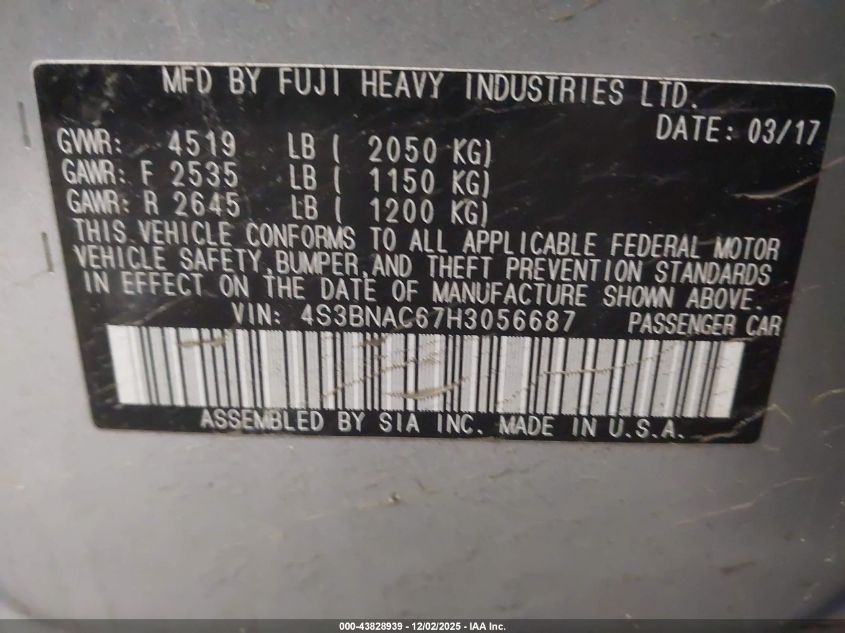 MFD BY FUJI HEAVY INDUSTRIES LTD.
DATE: 03/17
GVWR: 4519 LB ( 2050 KG)
GAWR: F 2535 LB ( 1150 KG)
GAWR: R 2645 LB ( 1200 KG)
THIS VEHICLE CONFORMS TO ALL APPLICABLE FEDERAL MOTOR
VEHICLE SAFETY,BUMPER,AND THEFT PREVENTION STANDARDS
IN EFFECT ON THE DATE OF MANUFACTURE SHOWN ABOVE.
VIN: 4S3BNAC67H3056687 PASSENGER CAR
ASSEMBLED BY SIA INC. MADE IN U.S.A.
000-43828939 - 12/02/2025 - IAA Inc.